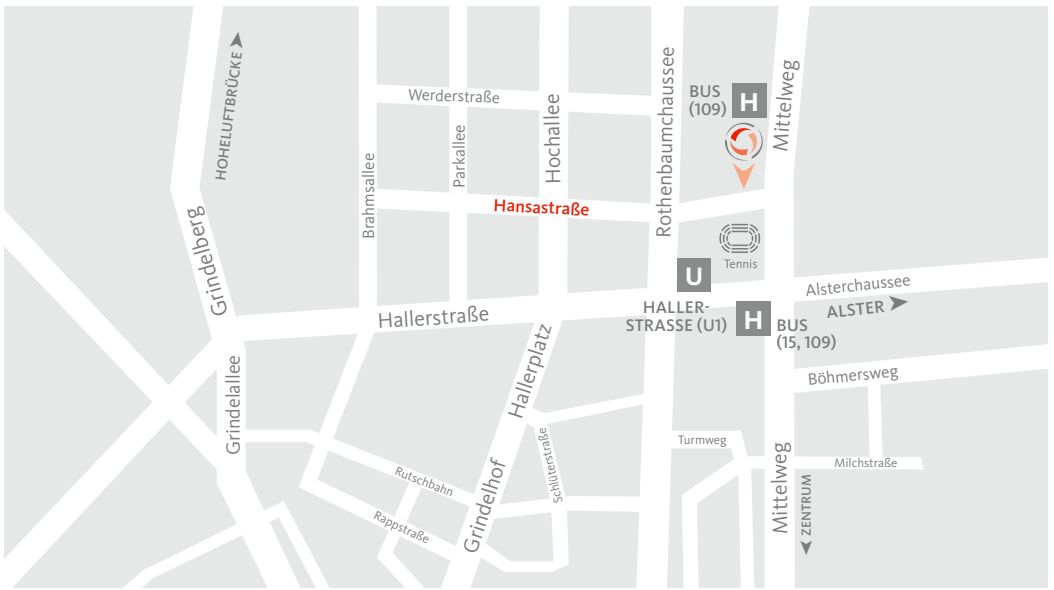 HOHELUFTBRÜCKE
BUS
(109)
H
Mittelweg
Werderstraße
Parkallee
Hochallee
Rothenbaumchaussee
Brahmsallee
Hansastraße
Grindelberg
Tennis
U
HALLER-
STRASSE (U1)
Alsterchaussee
ALSTER
Hallerstraße
H
BUS
(15, 109)
Hallerplatz
Grindelallee
Böhmersweg
Turmweg
Milchstraße
Schlüterstraße
Rutschbahn
Rappstraße
Grindelhof
Mittelweg
ZENTRUM